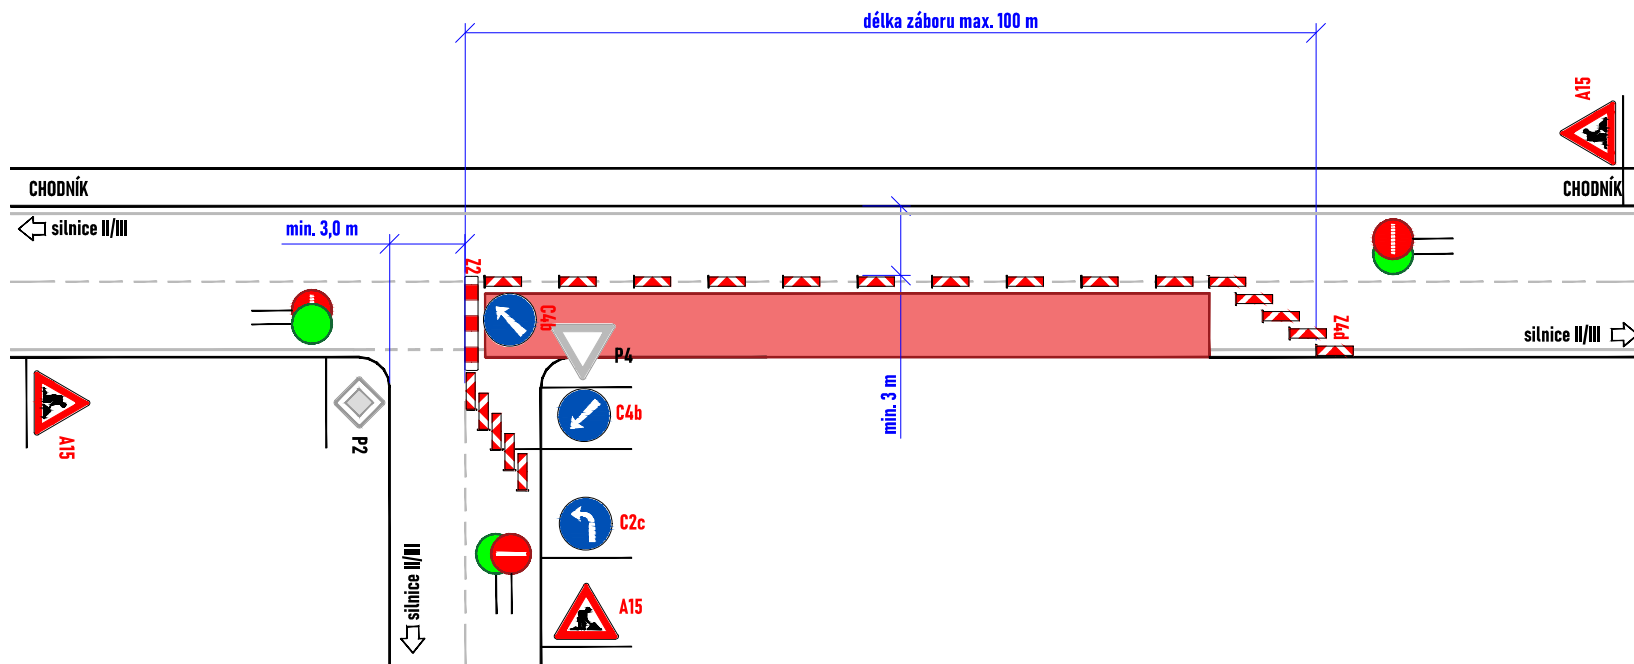 délka záboru max. 100 m
A15
CHODNÍK
CHODNÍK
silnice II/III
min. 3,0 m
Z2
C4b
P4
Z4d
silnice II/III
A15
P2
C4b
min. 3 m
C2c
silnice II/III
A15